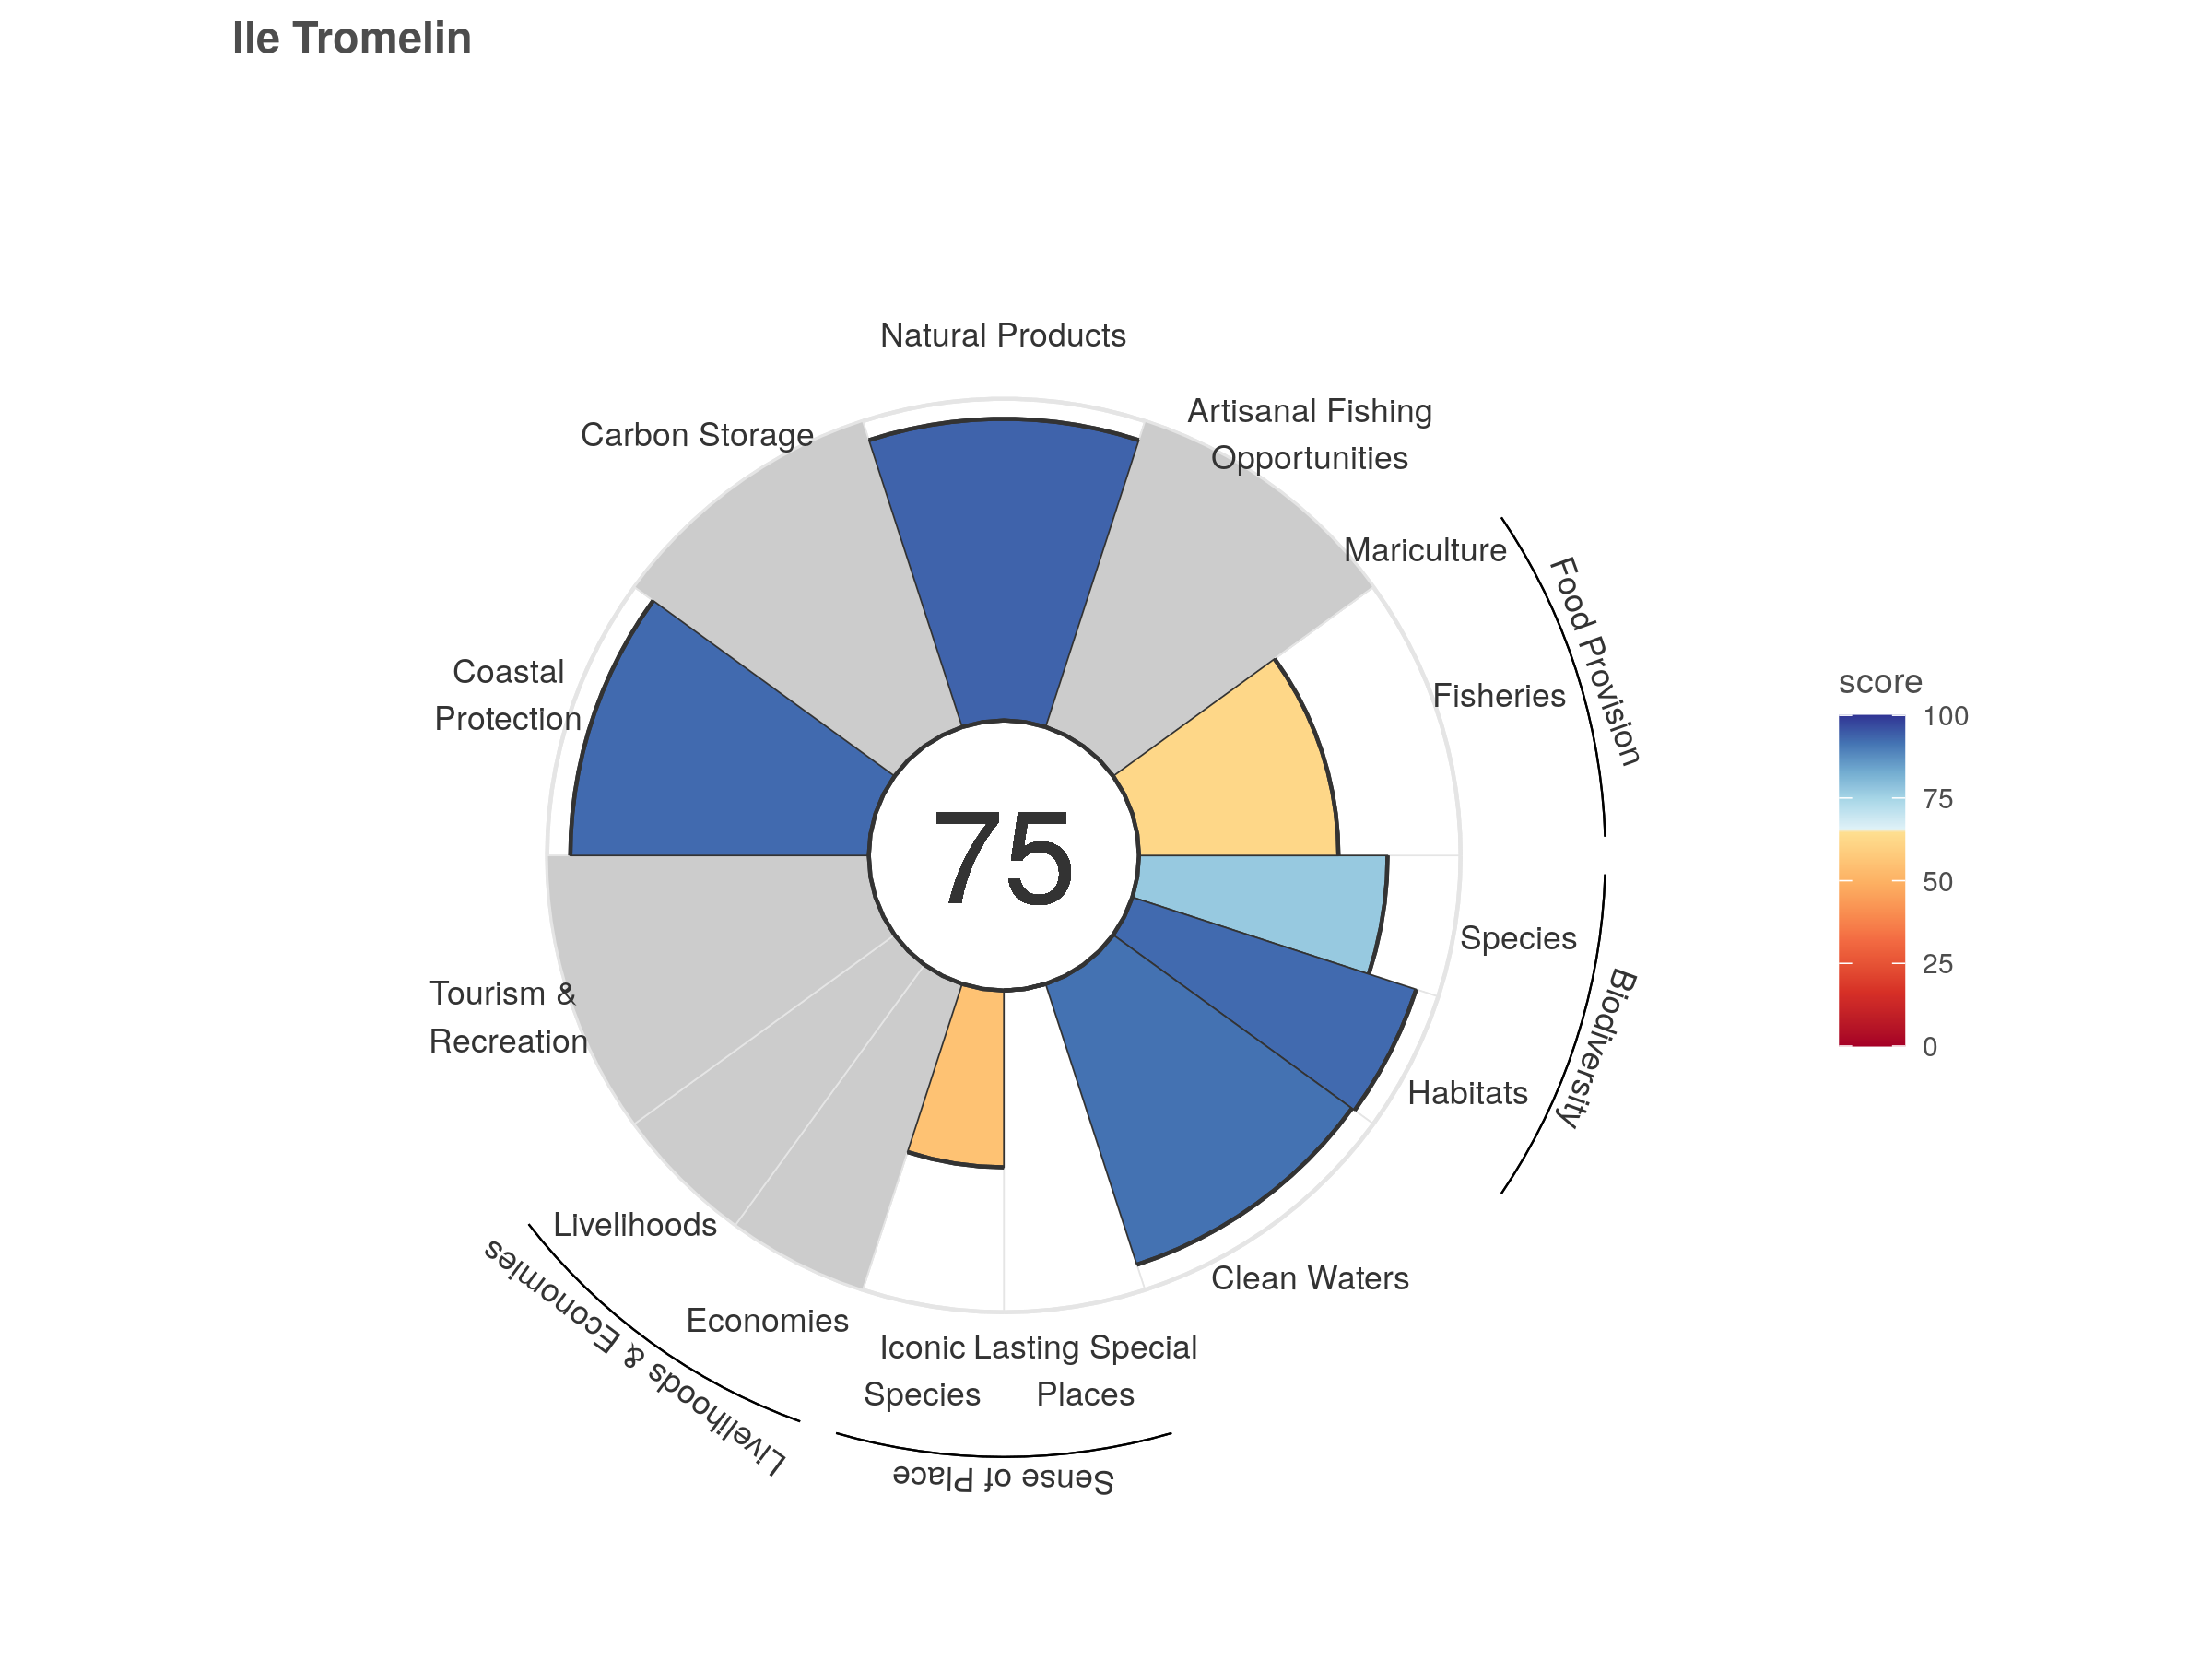 Ile Tromelin
Natural Products
Artisanal Fishing
Opportunities
Carbon Storage
Mariculture
Food Provision
Fisheries
Coastal
Protection
75
Species
Biodiversity
Habitats
Tourism &
Recreation
Livelihoods
Clean Waters
Economies
Livelihoods & Economies
Iconic
Species
Lasting Special
Places
Sense of Place
score
100
75
50
25
0